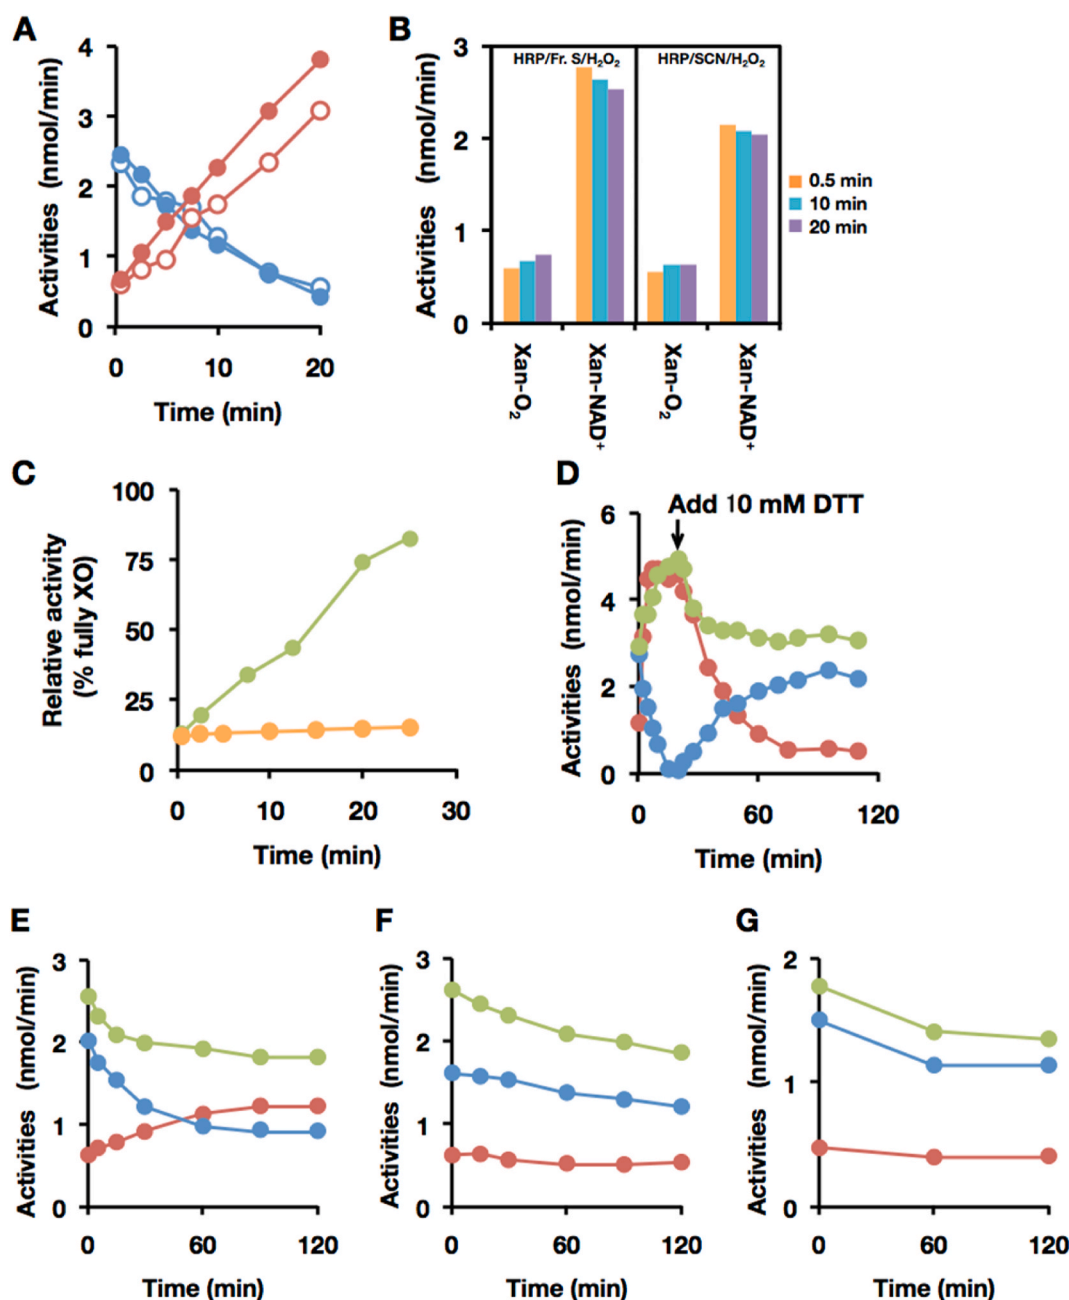 A
Activities (nmol/min)
4
3
2
1
0
0 10 20
Time (min)
B
Activities (nmol/min)
3
2
1
0
HRP/Fr. S/H₂O₂ HRP/SCN/H₂O₂
Xan-O₂
Xan-NAD⁺
Xan-O₂
Xan-NAD⁺
0.5 min
10 min
20 min
C
Relative activity
(% fully XO)
100
75
50
25
0
0 10 20 30
Time (min)
D
Add 10 mM DTT
Activities (nmol/min)
6
4
2
0
0 60 120
Time (min)
E
Activities (nmol/min)
3
2
1
0
0 60 120
Time (min)
F
Activities (nmol/min)
3
2
1
0
0 60 120
Time (min)
G
Activities (nmol/min)
2
1
0
0 60 120
Time (min)